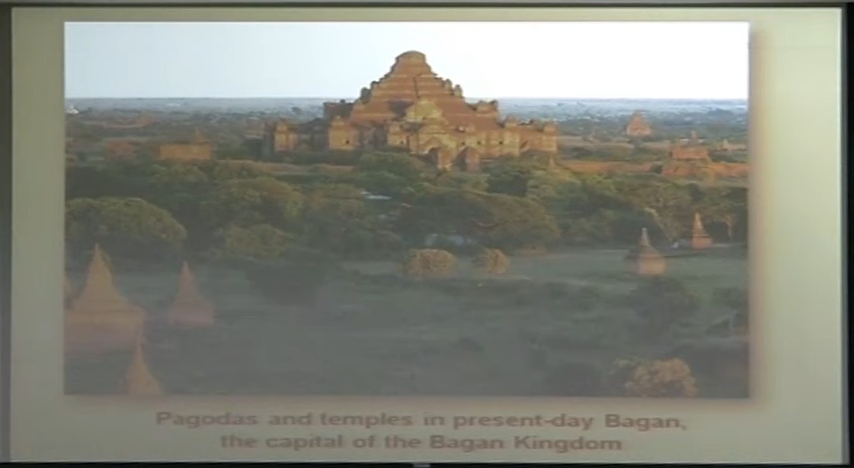 Pagodas and temples in present-day Bagan,
the capital of the Bagan Kingdom